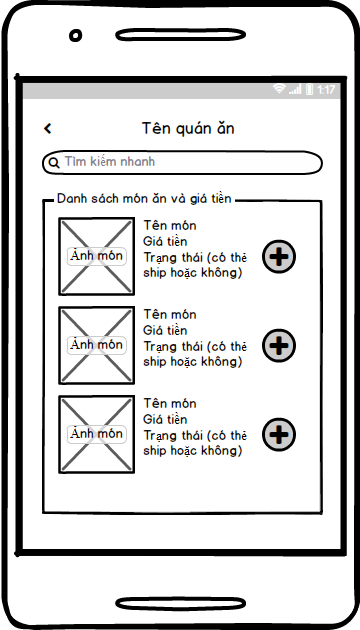 1:17
Tên quán ăn
Tìm kiếm nhanh
Danh sách món ăn và giá tiền
Ảnh món
Tên món
Giá tiền
Trạng thái (có thể
ship hoặc không)
Ảnh món
Tên món
Giá tiền
Trạng thái (có thể
ship hoặc không)
Ảnh món
Tên món
Giá tiền
Trạng thái (có thể
ship hoặc không)